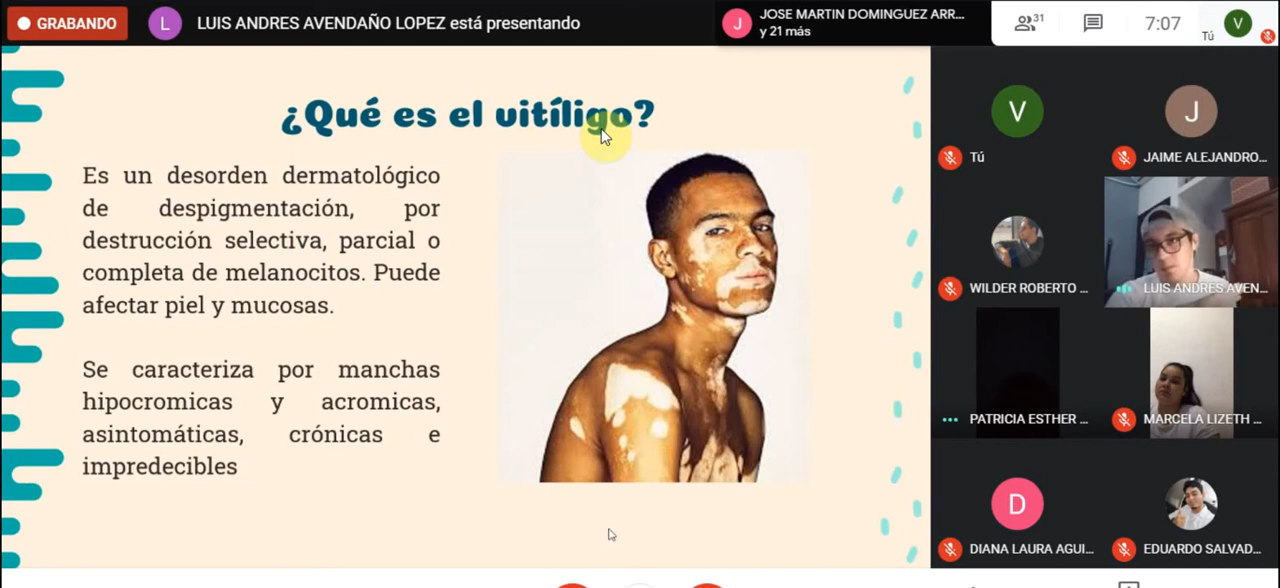 GRABANDO
L
LUIS ANDRES AVENDAÑO LOPEZ está presentando
J
JOSE MARTIN DOMINGUEZ ARR...
y 21 más
31
7:07
Tú
V
¿Qué es el vitíligo?
Es un desorden dermatológico
de despigmentación, por
destrucción selectiva, parcial o
completa de melanocitos. Puede
afectar piel y mucosas.
Se caracteriza por manchas
hipocromicas y acromicas,
asintomáticas, crónicas e
impredecibles
V
J
Tú
JAIME ALEJANDRO...
WILDER ROBERTO ...
LUIS ANDRES AVEN...
PATRICIA ESTHER ...
MARCELA LIZETH ...
D
DIANA LAURA AGUI...
EDUARDO SALVAD...